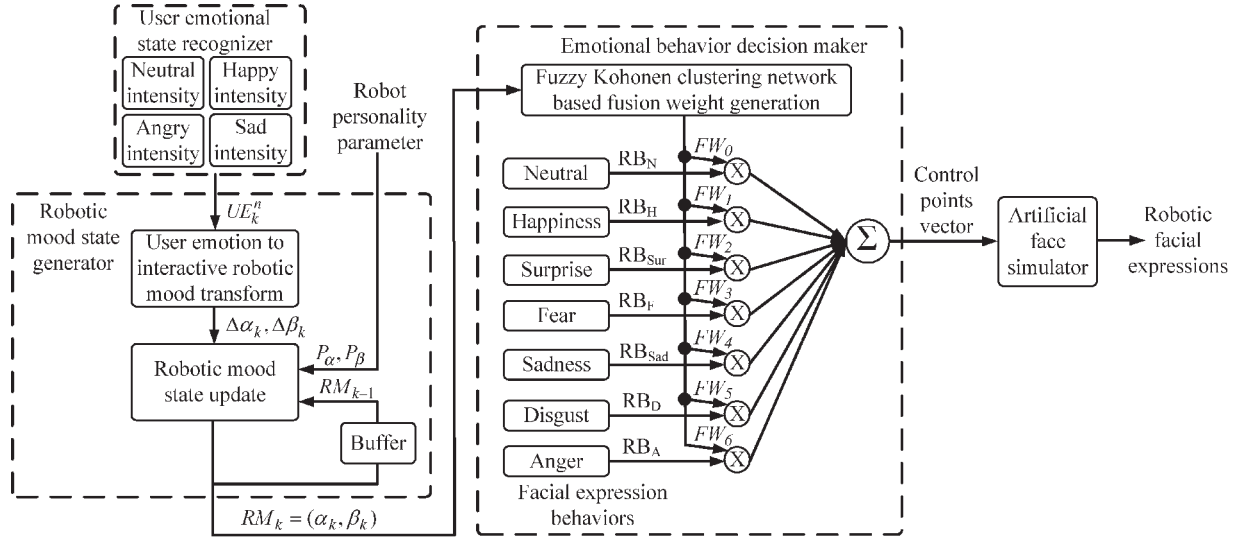 User emotional
state recognizer
Neutral
intensity
Happy
intensity
Angry
intensity
Sad
intensity
Robot
personality
parameter
Robotic
mood state
generator
UE_k^n
User emotion to
interactive robotic
mood transform
Δα_k, Δβ_k
P_α, P_β
Robotic mood
state update
RM_{k-1}
Buffer
RM_k = (α_k, β_k)
Emotional behavior decision maker
Fuzzy Kohonen clustering network
based fusion weight generation
Neutral
RB_N
FW_0
X
Happiness
RB_H
FW_1
X
Surprise
RB_Sur
FW_2
X
Fear
RB_F
FW_3
X
Sadness
RB_Sad
FW_4
X
Disgust
RB_D
FW_5
X
Anger
RB_A
FW_6
X
Facial expression
behaviors
Σ
Control
points
vector
Artificial
face
simulator
Robotic
facial
expressions